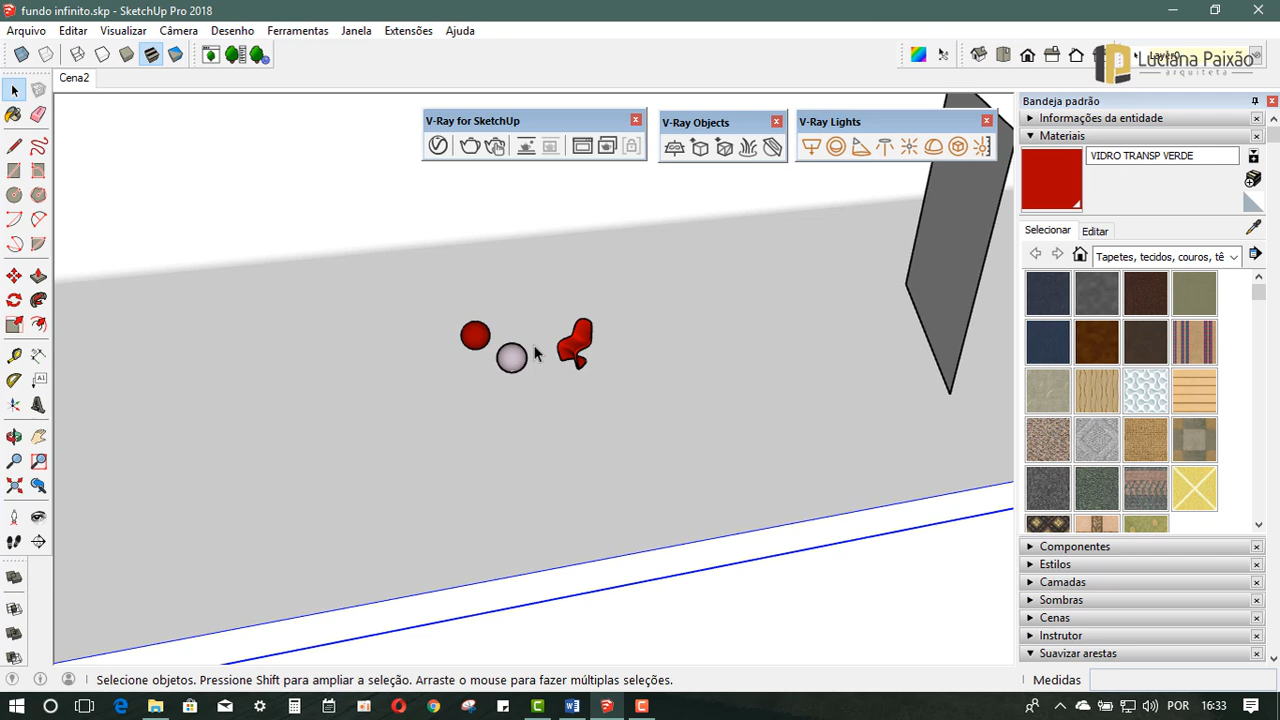 fundo infinito.skp - SketchUp Pro 2018
Arquivo Editar Visualizar Câmera Desenho Ferramentas Janela Extensões Ajuda
Luciana Paixão
arquiteta
Cena2
V-Ray for SketchUp
V-Ray Objects
V-Ray Lights
Bandeja padrão
Informações da entidade
Materiais
VIDRO TRANSP VERDE
Selecionar Editar
Tapetes, tecidos, couros, tê
Componentes
Estilos
Camadas
Sombras
Cenas
Instrutor
Suavizar arestas
Selecione objetos. Pressione Shift para ampliar a seleção. Arraste o mouse para fazer múltiplas seleções.
Medidas
POR 16:33